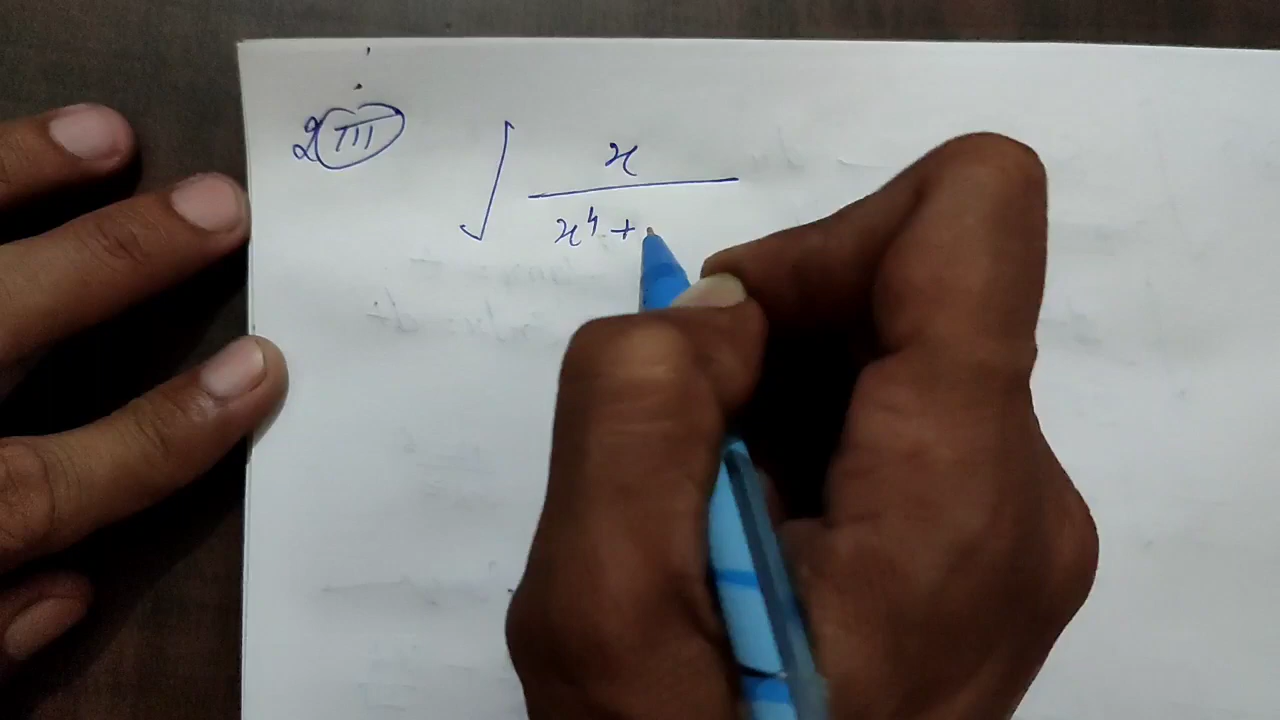 2(III) ∫ x / x⁴ +